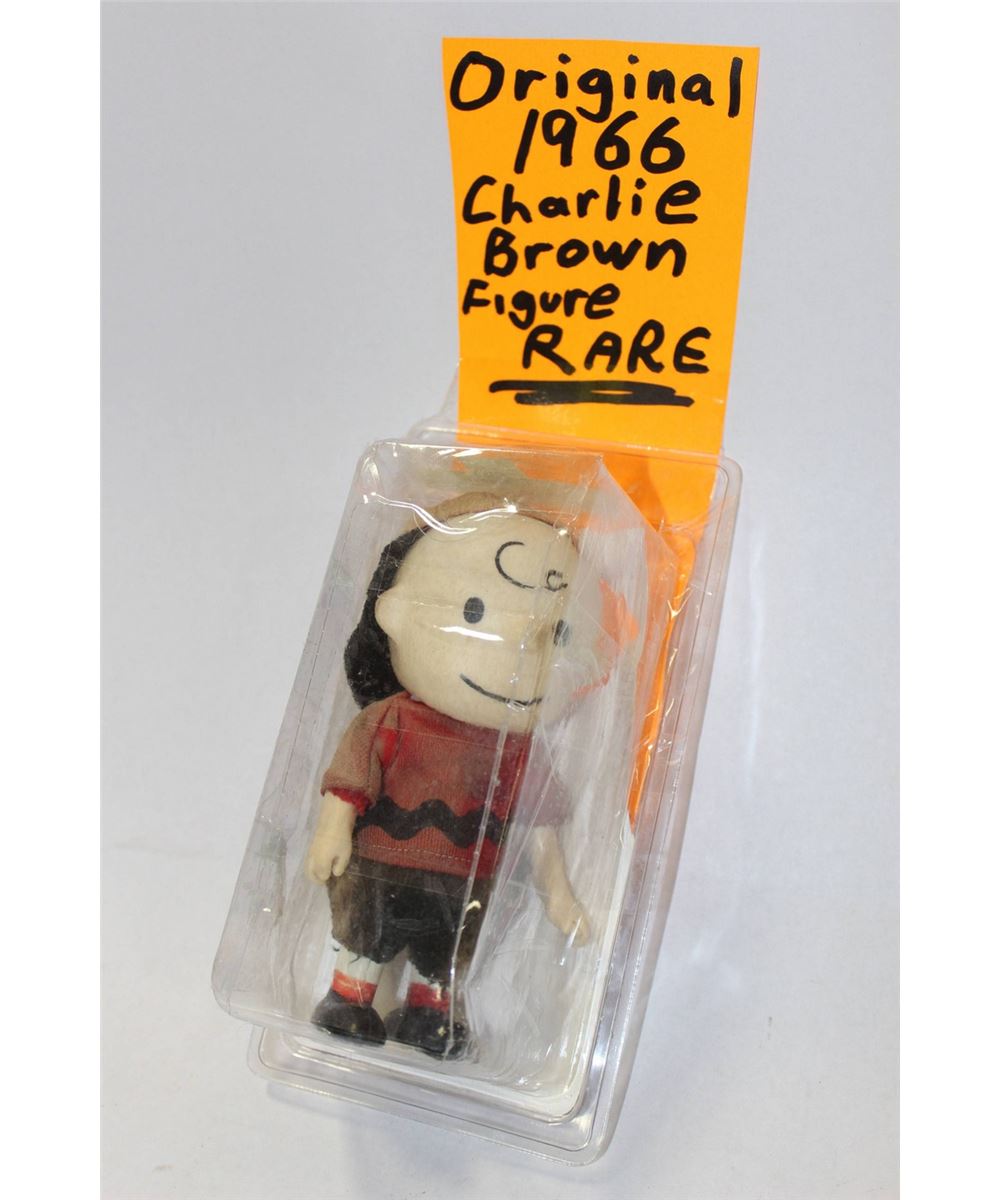 Original
1966
Charlie
Brown
Figure
RARE